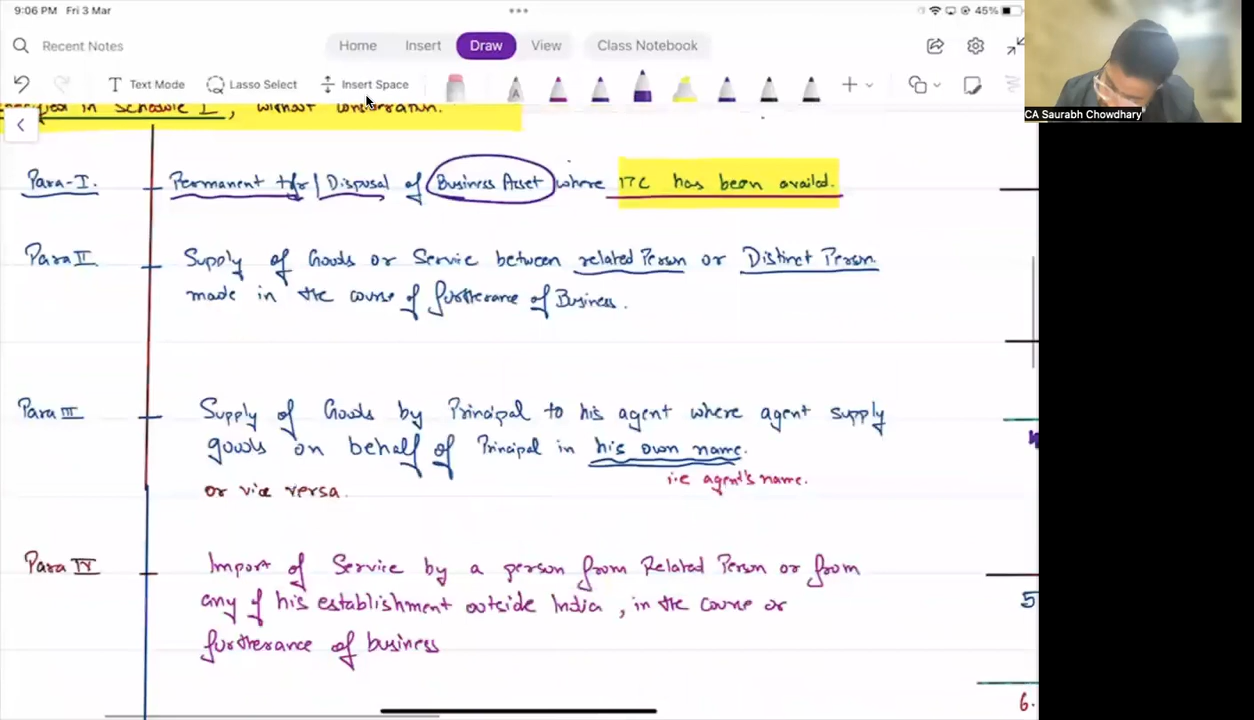 9:06 PM Fri 3 Mar
45%
Recent Notes
Home Insert Draw View Class Notebook
Text Mode Lasso Select Insert Space
in Schedule I, without consideration.
CA Saurabh Chowdhary
Para-I. Permanent tfr / Disposal of Business Asset where ITC has been availed.
Para II Supply of Goods or Service between related Person or Distinct Person
made in the course of furtherance of Business.
Para III Supply of Goods by Principal to his agent where agent supply
goods on behalf of Principal in his own name.
i.e agent's name.
or vice versa.
Para IV Import of Service by a person from Related Person or from
any of his establishment outside India, in the course or
furtherance of business
5
6.